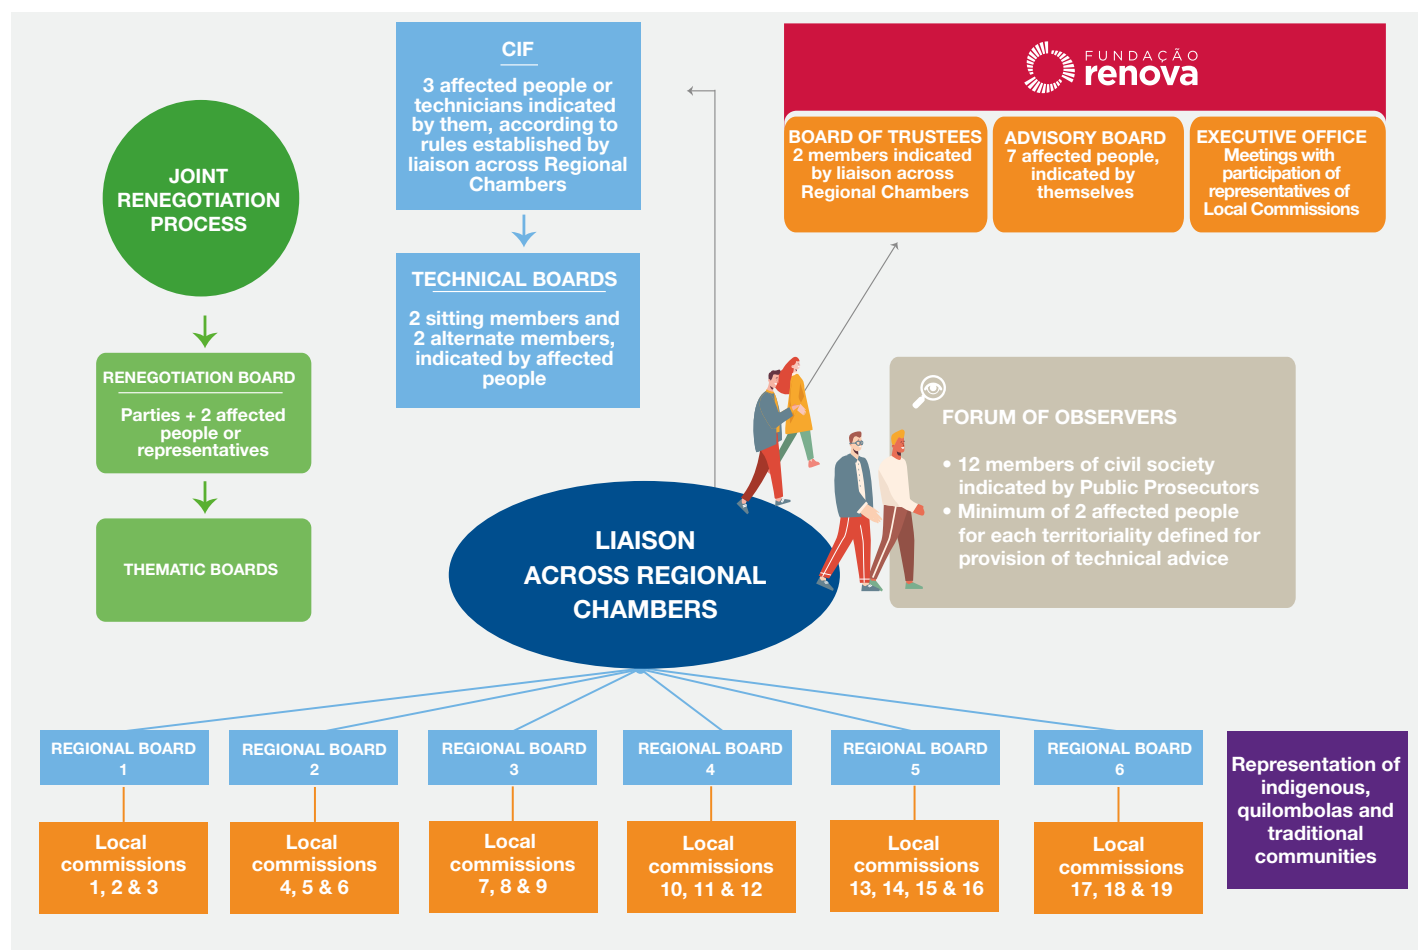 JOINT
RENEGOTIATION
PROCESS
RENEGOTIATION BOARD
Parties + 2 affected
people or
representatives
THEMATIC BOARDS
CIF
3 affected people or
technicians indicated
by them, according to
rules established by
liaison across Regional
Chambers
TECHNICAL BOARDS
2 sitting members and
2 alternate members,
indicated by affected
people
FUNDAÇÃO
renova
BOARD OF TRUSTEES
2 members indicated
by liaison across
Regional Chambers
ADVISORY BOARD
7 affected people,
indicated by
themselves
EXECUTIVE OFFICE
Meetings with
participation of
representatives of
Local Commissions
FORUM OF OBSERVERS
• 12 members of civil society
indicated by Public Prosecutors
• Minimum of 2 affected people
for each territoriality defined for
provision of technical advice
LIAISON
ACROSS REGIONAL
CHAMBERS
REGIONAL BOARD
1
REGIONAL BOARD
2
REGIONAL BOARD
3
REGIONAL BOARD
4
REGIONAL BOARD
5
REGIONAL BOARD
6
Local
commissions
1, 2 & 3
Local
commissions
4, 5 & 6
Local
commissions
7, 8 & 9
Local
commissions
10, 11 & 12
Local
commissions
13, 14, 15 & 16
Local
commissions
17, 18 & 19
Representation of
indigenous,
quilombolas and
traditional
communities